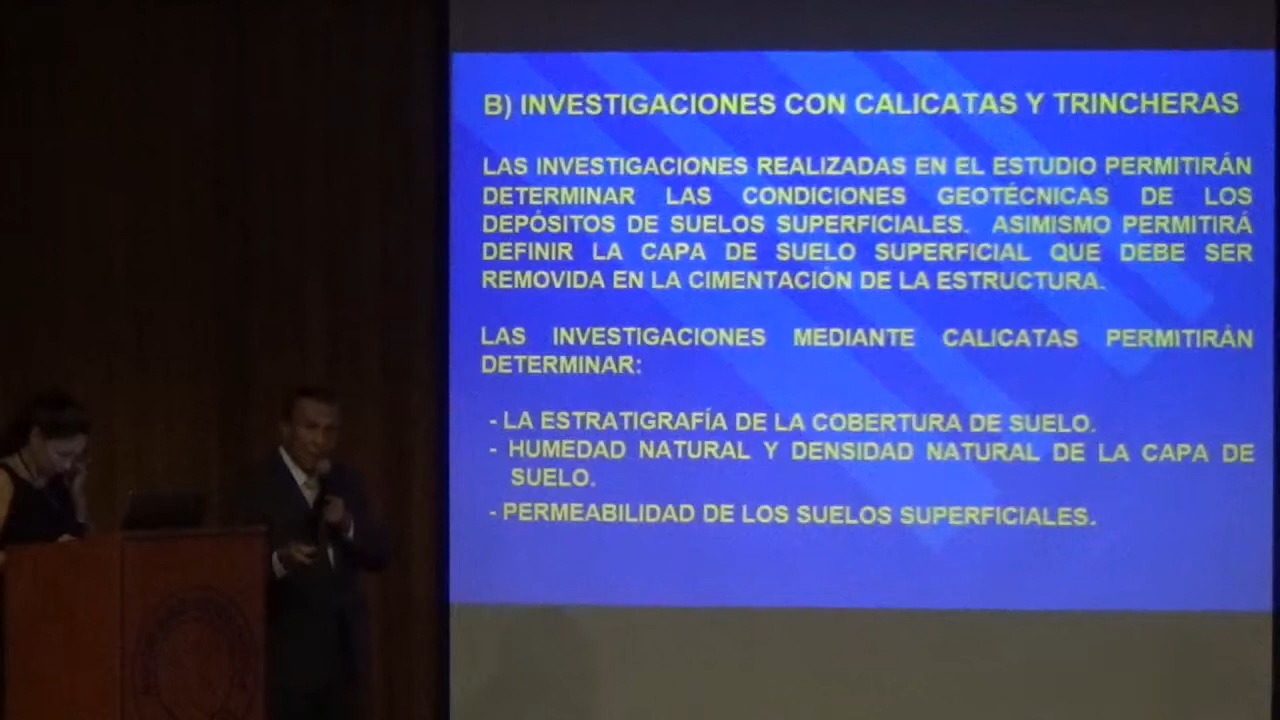 B) INVESTIGACIONES CON CALICATAS Y TRINCHERAS
LAS INVESTIGACIONES REALIZADAS EN EL ESTUDIO PERMITIRÁN
DETERMINAR LAS CONDICIONES GEOTÉCNICAS DE LOS
DEPÓSITOS DE SUELOS SUPERFICIALES. ASIMISMO PERMITIRÁ
DEFINIR LA CAPA DE SUELO SUPERFICIAL QUE DEBE SER
REMOVIDA EN LA CIMENTACIÓN DE LA ESTRUCTURA.
LAS INVESTIGACIONES MEDIANTE CALICATAS PERMITIRÁN
DETERMINAR:
- LA ESTRATIGRAFÍA DE LA COBERTURA DE SUELO.
- HUMEDAD NATURAL Y DENSIDAD NATURAL DE LA CAPA DE
SUELO.
- PERMEABILIDAD DE LOS SUELOS SUPERFICIALES.